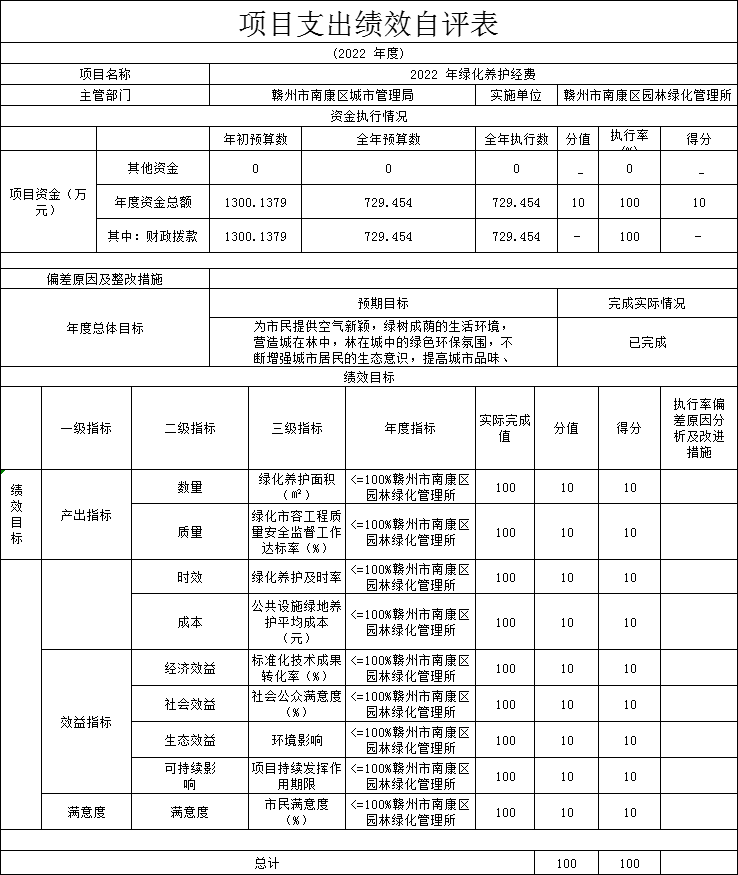 项目支出绩效自评表
(2022 年度)
项目名称 2022 年绿化养护经费
主管部门 赣州市南康区城市管理局 实施单位 赣州市南康区园林绿化管理所
资金执行情况
年初预算数 全年预算数 全年执行数 分值 执行率(%) 得分
项目资金（万元）
其他资金 0 0 0 _ 0 _
年度资金总额 1300.1379 729.454 729.454 10 100 10
其中：财政拨款 1300.1379 729.454 729.454 - 100 -
偏差原因及整改措施
年度总体目标
预期目标 完成实际情况
为市民提供空气新颖，绿树成荫的生活环境，
营造城在林中，林在城中的绿色环保氛围，不
断增强城市居民的生态意识，提高城市品味、
已完成
绩效目标
一级指标 二级指标 三级指标 年度指标 实际完成值 分值 得分 执行率偏差原因分析及改进措施
绩效目标
产出指标
数量 绿化养护面积（㎡） <=100%赣州市南康区园林绿化管理所 100 10 10
质量 绿化市容工程质量安全监督工作达标率（%） <=100%赣州市南康区园林绿化管理所 100 10 10
时效 绿化养护及时率 <=100%赣州市南康区园林绿化管理所 100 10 10
成本 公共设施绿地养护平均成本（元） <=100%赣州市南康区园林绿化管理所 100 10 10
效益指标
经济效益 标准化技术成果转化率（%） <=100%赣州市南康区园林绿化管理所 100 10 10
社会效益 社会公众满意度（%） <=100%赣州市南康区园林绿化管理所 100 10 10
生态效益 环境影响 <=100%赣州市南康区园林绿化管理所 100 10 10
可持续影响 项目持续发挥作用期限 <=100%赣州市南康区园林绿化管理所 100 10 10
满意度 满意度 市民满意度（%） <=100%赣州市南康区园林绿化管理所 100 10 10
总计 100 100